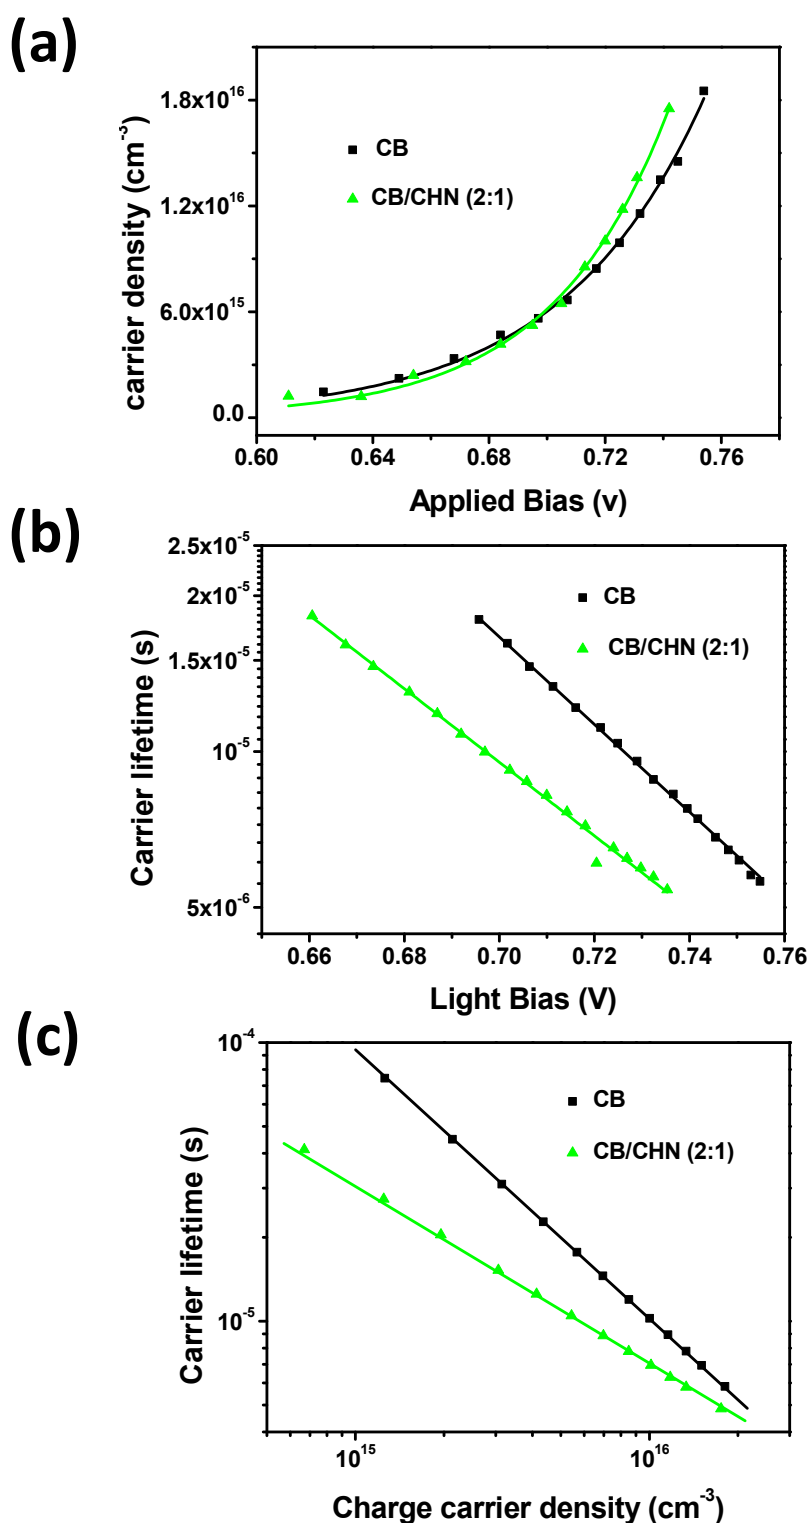 (a)
1.8x10^16
1.2x10^16
6.0x10^15
0.0
carrier density (cm^-3)
CB
CB/CHN (2:1)
0.60 0.64 0.68 0.72 0.76
Applied Bias (v)
(b)
2.5x10^-5
2x10^-5
1.5x10^-5
10^-5
5x10^-6
Carrier lifetime (s)
CB
CB/CHN (2:1)
0.66 0.68 0.70 0.72 0.74 0.76
Light Bias (V)
(c)
10^-4
10^-5
Carrier lifetime (s)
CB
CB/CHN (2:1)
10^15 10^16
Charge carrier density (cm^-3)